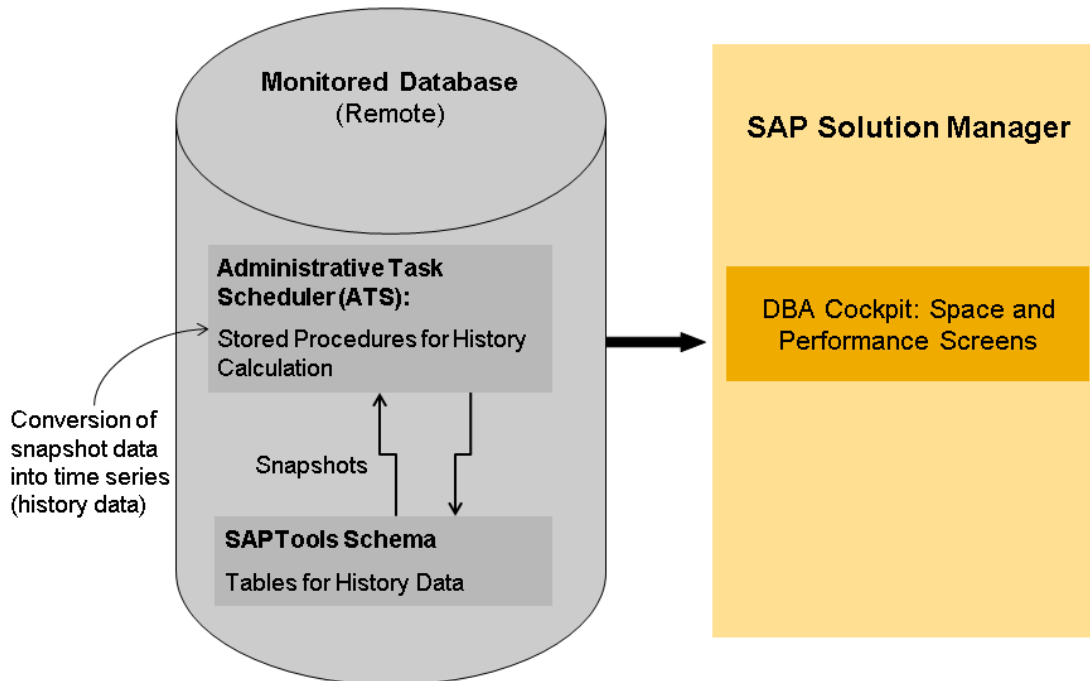 Monitored Database
(Remote)
SAP Solution Manager
Administrative Task
Scheduler (ATS):
Stored Procedures for History
Calculation
DBA Cockpit: Space and
Performance Screens
Conversion of
snapshot data
into time series
(history data)
Snapshots
SAPTools Schema
Tables for History Data